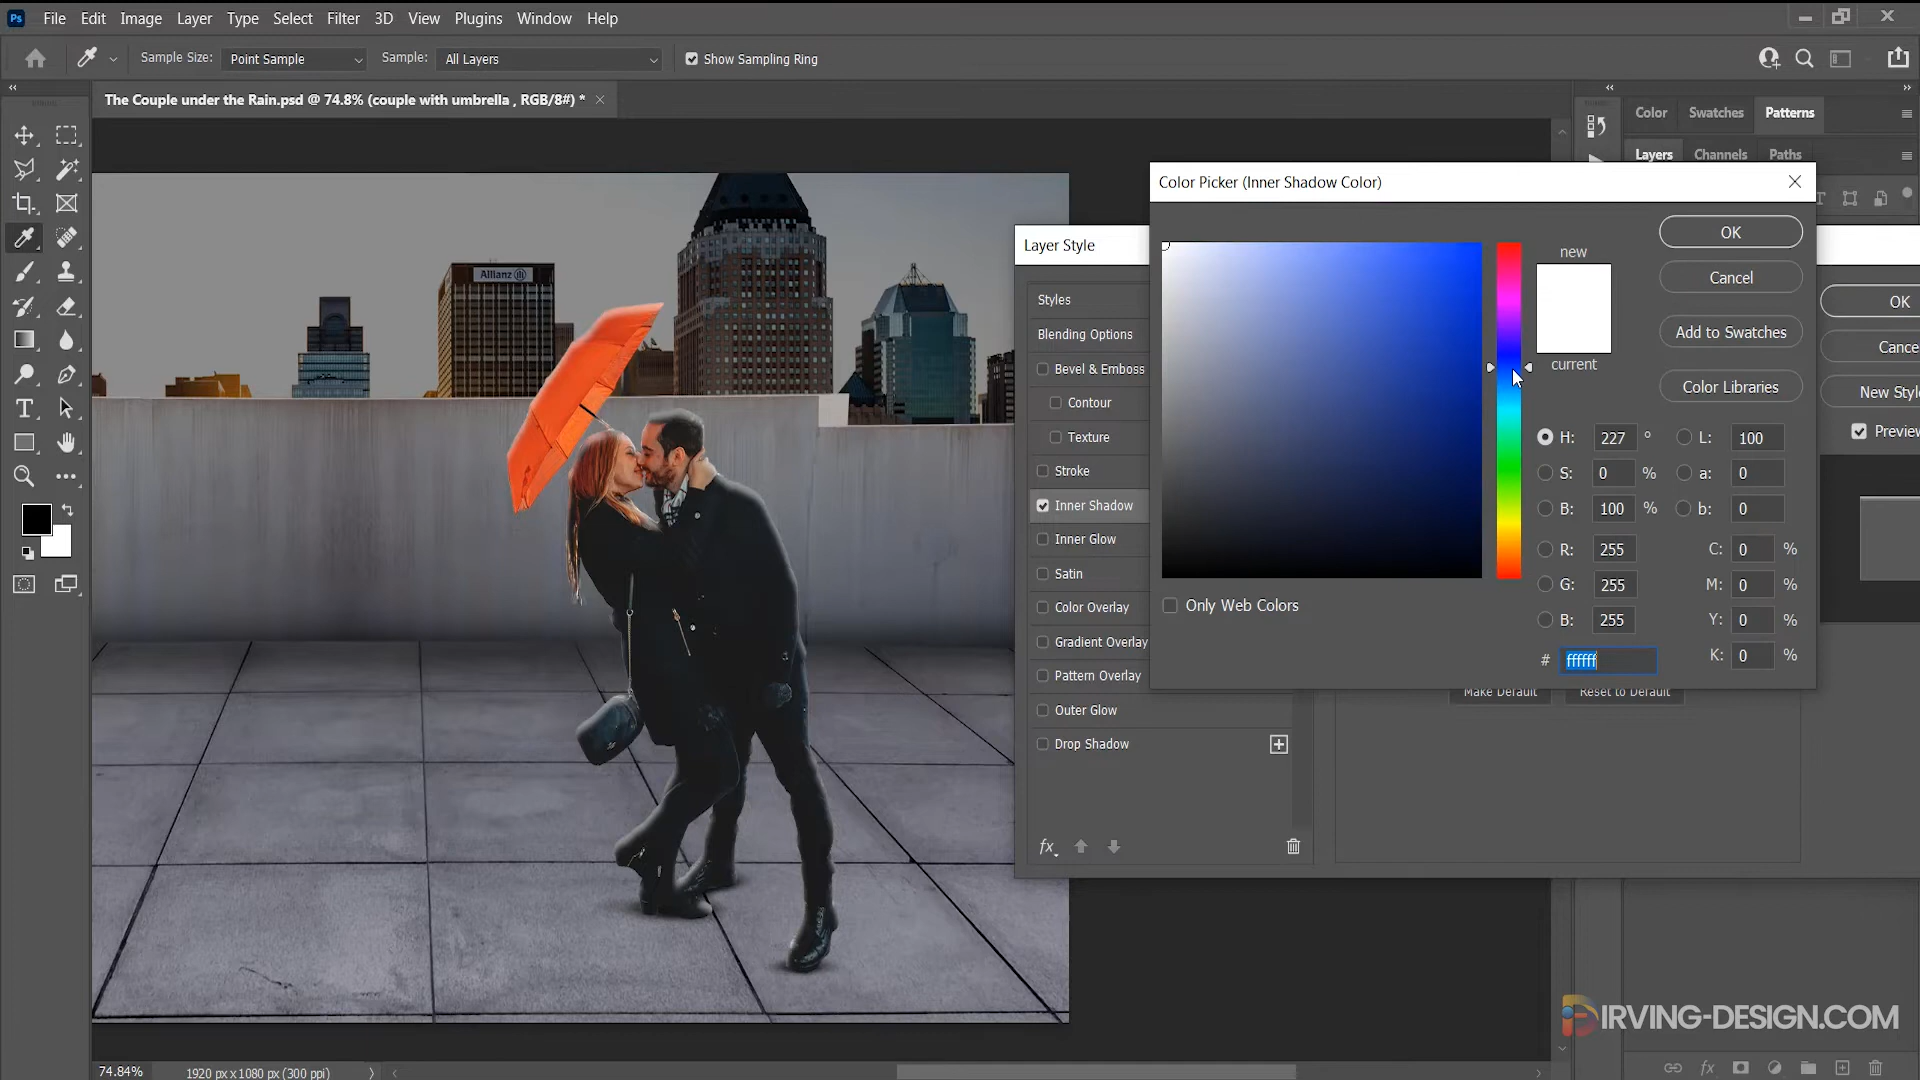 Ps File Edit Image Layer Type Select Filter 3D View Plugins Window Help
Sample Size: Point Sample Sample: All Layers Show Sampling Ring
The Couple under the Rain.psd @ 74.8% (couple with umbrella , RGB/8#) *
Color Swatches Patterns
Layers Channels Paths
Color Picker (Inner Shadow Color)
Layer Style
Styles
Blending Options
Bevel & Emboss
Contour
Texture
Stroke
Inner Shadow
Inner Glow
Satin
Color Overlay
Gradient Overlay
Pattern Overlay
Outer Glow
Drop Shadow
fx
new
current
OK
Cancel
Add to Swatches
Color Libraries
H: 227 °
S: 0 %
B: 100 %
R: 255
G: 255
B: 255
# ffffff
L: 100
a: 0
b: 0
C: 0 %
M: 0 %
Y: 0 %
K: 0 %
Only Web Colors
Make Default Reset to Default
OK
Cance
New Style
Preview
Allianz
IRVING-DESIGN.COM
74.84% 1920 px x 1080 px (300 ppi)
fx